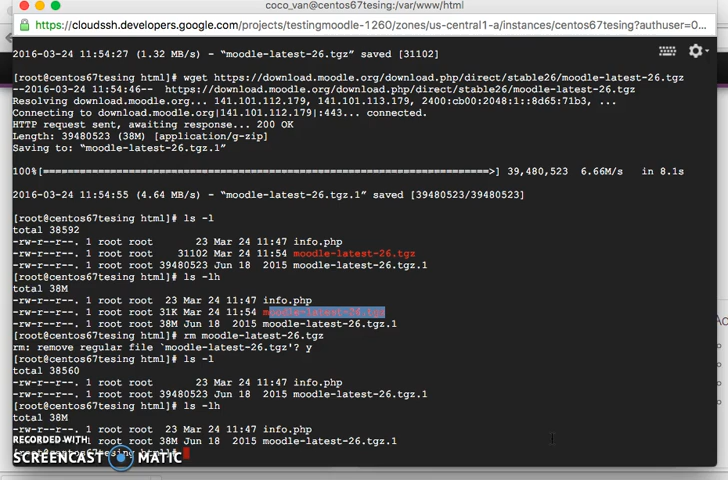 coco_van@centos67tesing: /var/www/html
https://cloudssh.developers.google.com/projects/testingmoodle-1260/zones/us-central1-a/instances/centos67tesing?authuser=0...
2016-03-24 11:54:27 (1.32 MB/s) - “moodle-latest-26.tgz” saved [31102]
[root@centos67tesing html]# wget https://download.moodle.org/download.php/direct/stable26/moodle-latest-26.tgz
--2016-03-24 11:54:46--  https://download.moodle.org/download.php/direct/stable26/moodle-latest-26.tgz
Resolving download.moodle.org... 141.101.112.179, 141.101.113.179, 2400:cb00:2048:1::8d65:71b3, ...
Connecting to download.moodle.org|141.101.112.179|:443... connected.
HTTP request sent, awaiting response... 200 OK
Length: 39480523 (38M) [application/g-zip]
Saving to: “moodle-latest-26.tgz.1”
100%[======================================================================>] 39,480,523  6.66M/s   in 8.1s
2016-03-24 11:54:55 (4.64 MB/s) - “moodle-latest-26.tgz.1” saved [39480523/39480523]
[root@centos67tesing html]# ls -l
total 38592
-rw-r--r--. 1 root root       23 Mar 24 11:47 info.php
-rw-r--r--. 1 root root    31102 Mar 24 11:54 moodle-latest-26.tgz
-rw-r--r--. 1 root root 39480523 Jun 18  2015 moodle-latest-26.tgz.1
[root@centos67tesing html]# ls -lh
total 38M
-rw-r--r--. 1 root root  23 Mar 24 11:47 info.php
-rw-r--r--. 1 root root 31K Mar 24 11:54 moodle-latest-26.tgz
-rw-r--r--. 1 root root 38M Jun 18  2015 moodle-latest-26.tgz.1
[root@centos67tesing html]# rm moodle-latest-26.tgz
rm: remove regular file `moodle-latest-26.tgz'? y
[root@centos67tesing html]# ls -l
total 38560
-rw-r--r--. 1 root root       23 Mar 24 11:47 info.php
-rw-r--r--. 1 root root 39480523 Jun 18  2015 moodle-latest-26.tgz.1
[root@centos67tesing html]# ls -lh
total 38M
-rw-r--r--. 1 root root  23 Mar 24 11:47 info.php
-rw-r--r--. 1 root root 38M Jun 18  2015 moodle-latest-26.tgz.1
[root@centos67tesing html]#
RECORDED WITH
SCREENCAST MATIC